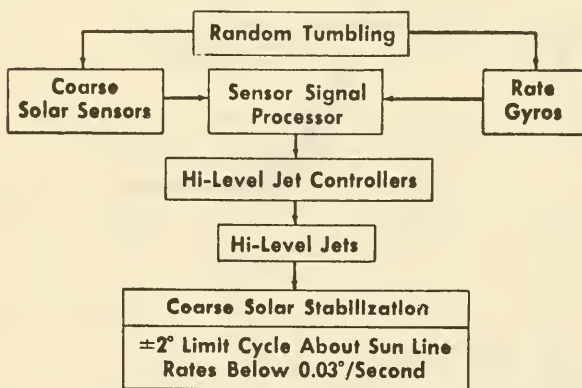 Random Tumbling
Coarse
Solar Sensors
Sensor Signal
Processor
Rate
Gyros
Hi-Level Jet Controllers
Hi-Level Jets
Coarse Solar Stabilization
±2° Limit Cycle About Sun Line
Rates Below 0.03°/Second